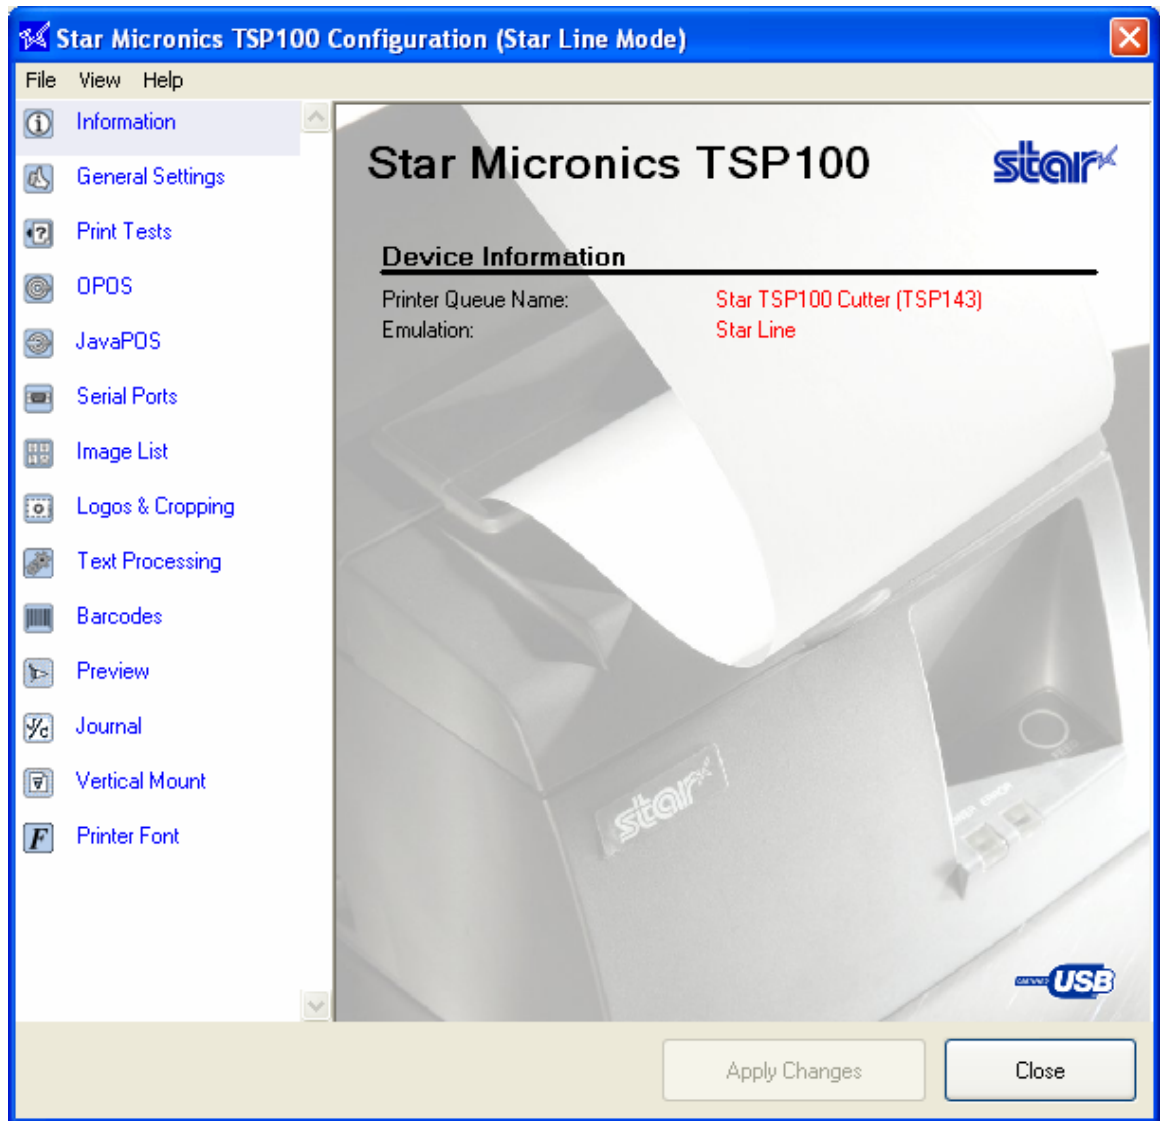 Star Micronics TSP100 Configuration (Star Line Mode)
File View Help
Information
General Settings
Print Tests
OPOS
JavaPOS
Serial Ports
Image List
Logos & Cropping
Text Processing
Barcodes
Preview
Journal
Vertical Mount
Printer Font
Star Micronics TSP100
star
Device Information
Printer Queue Name: Star TSP100 Cutter (TSP143)
Emulation: Star Line
star
ERROR
USB
Apply Changes
Close